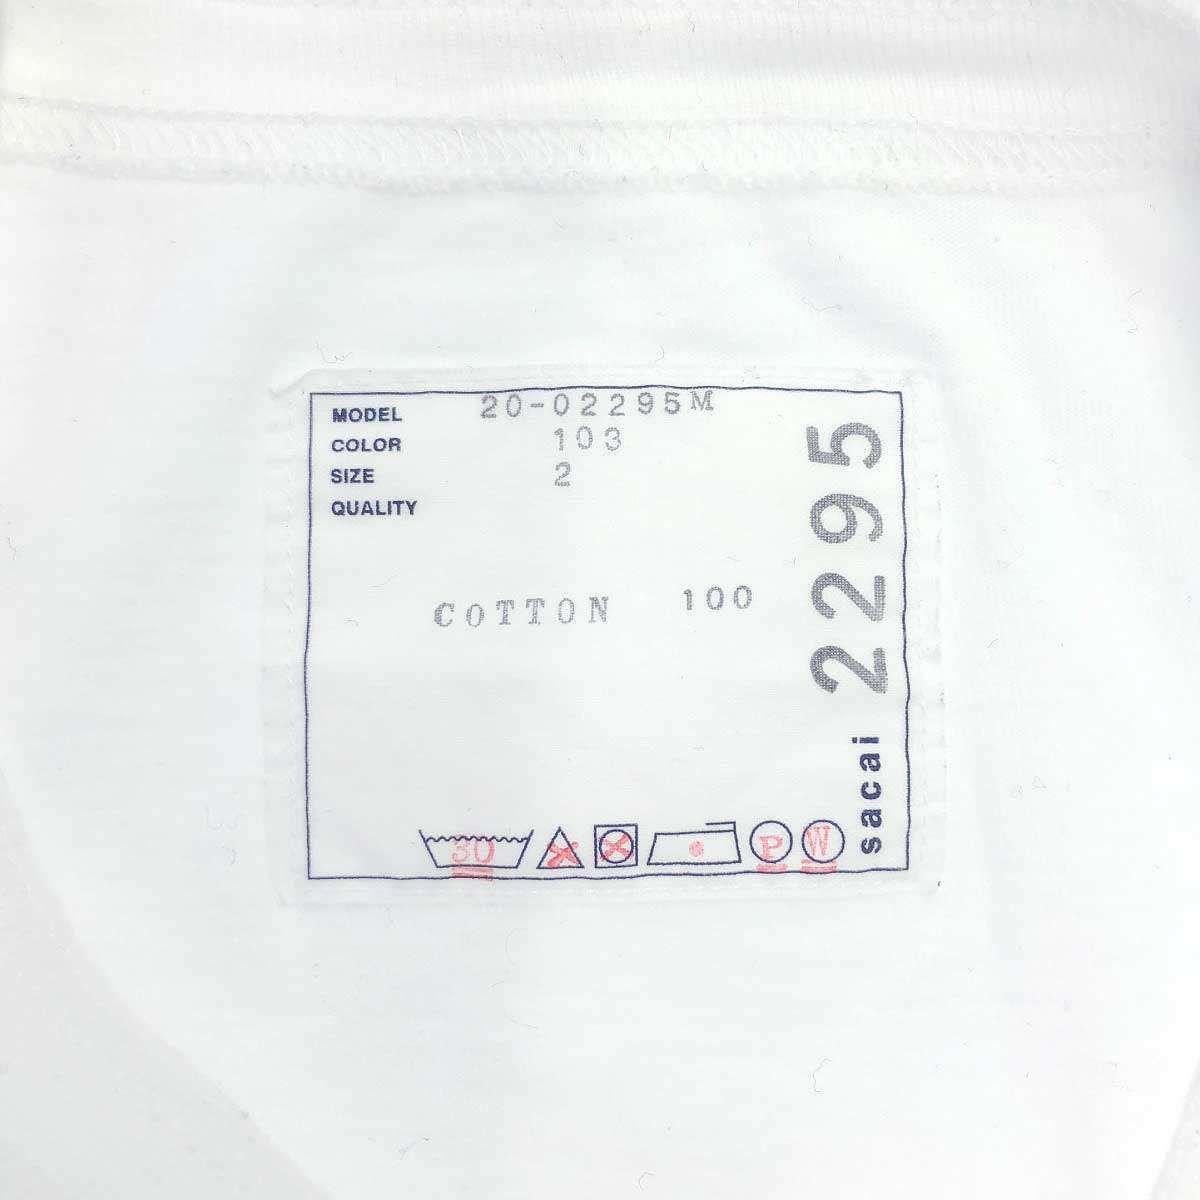 MODEL 20-02295M
COLOR 103
SIZE 2
QUALITY
COTTON 100
30 P W
sacai 2295